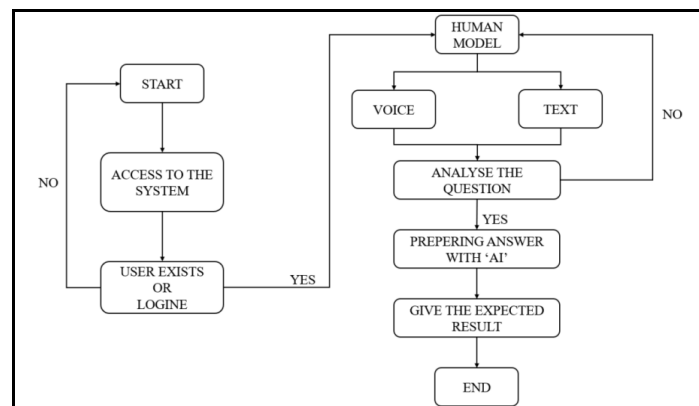 START
NO
ACCESS TO THE
SYSTEM
USER EXISTS
OR
LOGINE
YES
HUMAN
MODEL
VOICE
TEXT
NO
ANALYSE THE
QUESTION
YES
PREPERING ANSWER
WITH ‘AI’
GIVE THE EXPECTED
RESULT
END